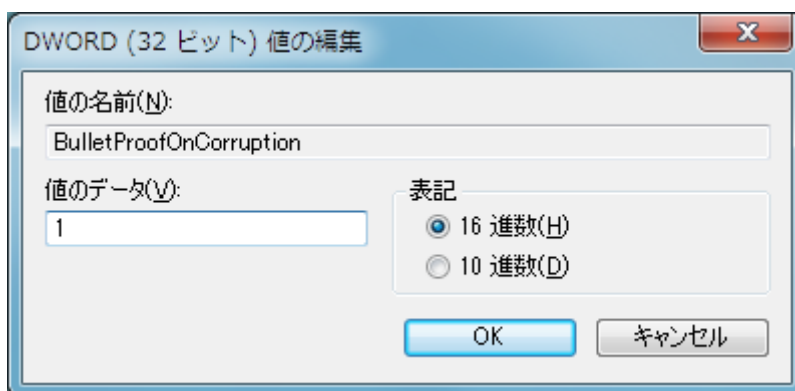 DWORD (32 ビット) 値の編集
値の名前(N):
BulletProofOnCorruption
値のデータ(V):
1
表記
16 進数(H)
10 進数(D)
OK
キャンセル